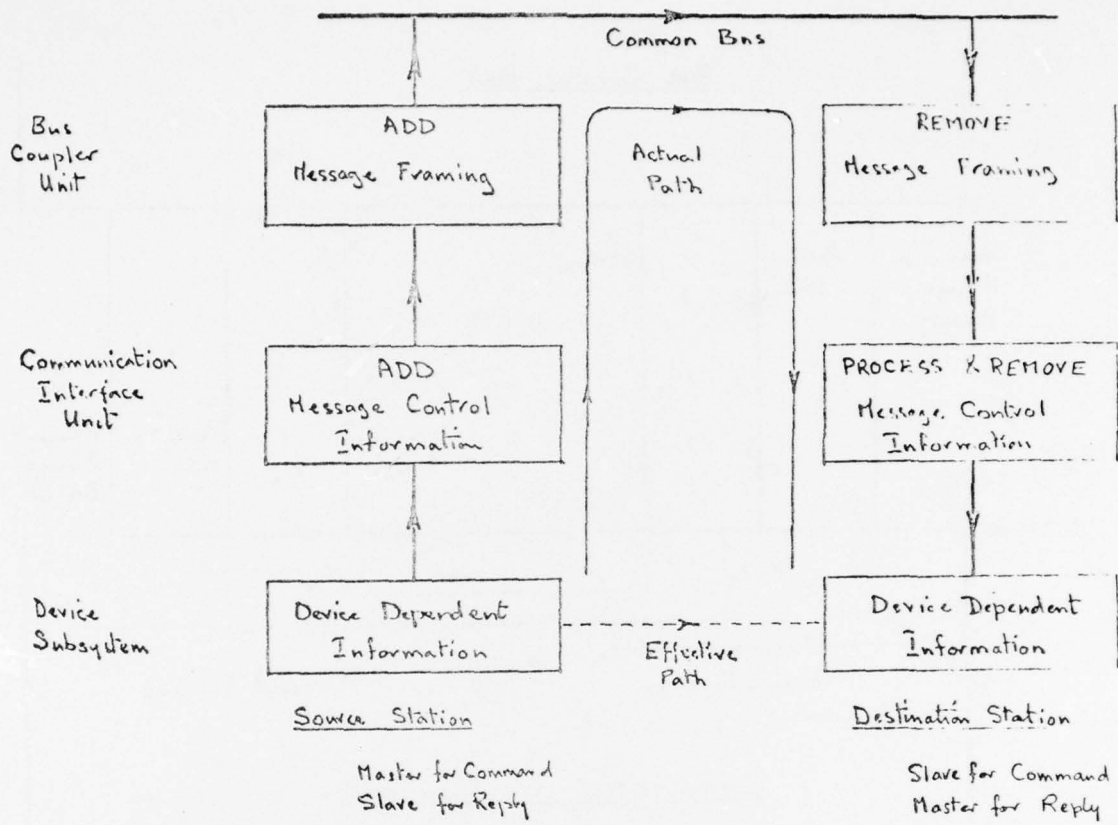 Common Bus
Bus
Coupler
Unit
ADD
Message Framing
Actual
Path
REMOVE
Message Framing
Communication
Interface
Unit
ADD
Message Control
Information
PROCESS & REMOVE
Message Control
Information
Device
Subsystem
Device Dependent
Information
Effective
Path
Device Dependent
Information
Source Station
Destination Station
Master for Command
Slave for Reply
Slave for Command
Master for Reply